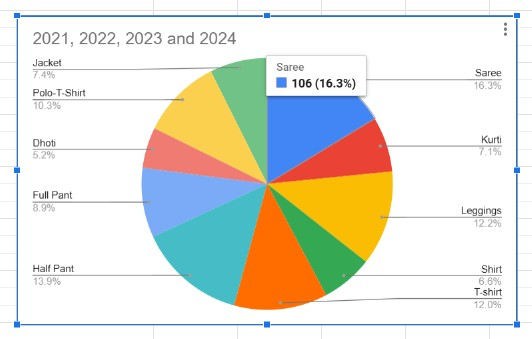 2021, 2022, 2023 and 2024
Jacket
7.4%
Saree
106 (16.3%)
Saree
16.3%
Polo-T-Shirt
10.3%
Kurti
7.1%
Dhoti
5.2%
Full Pant
8.9%
Leggings
12.2%
Half Pant
13.9%
Shirt
6.6%
T-shirt
12.0%